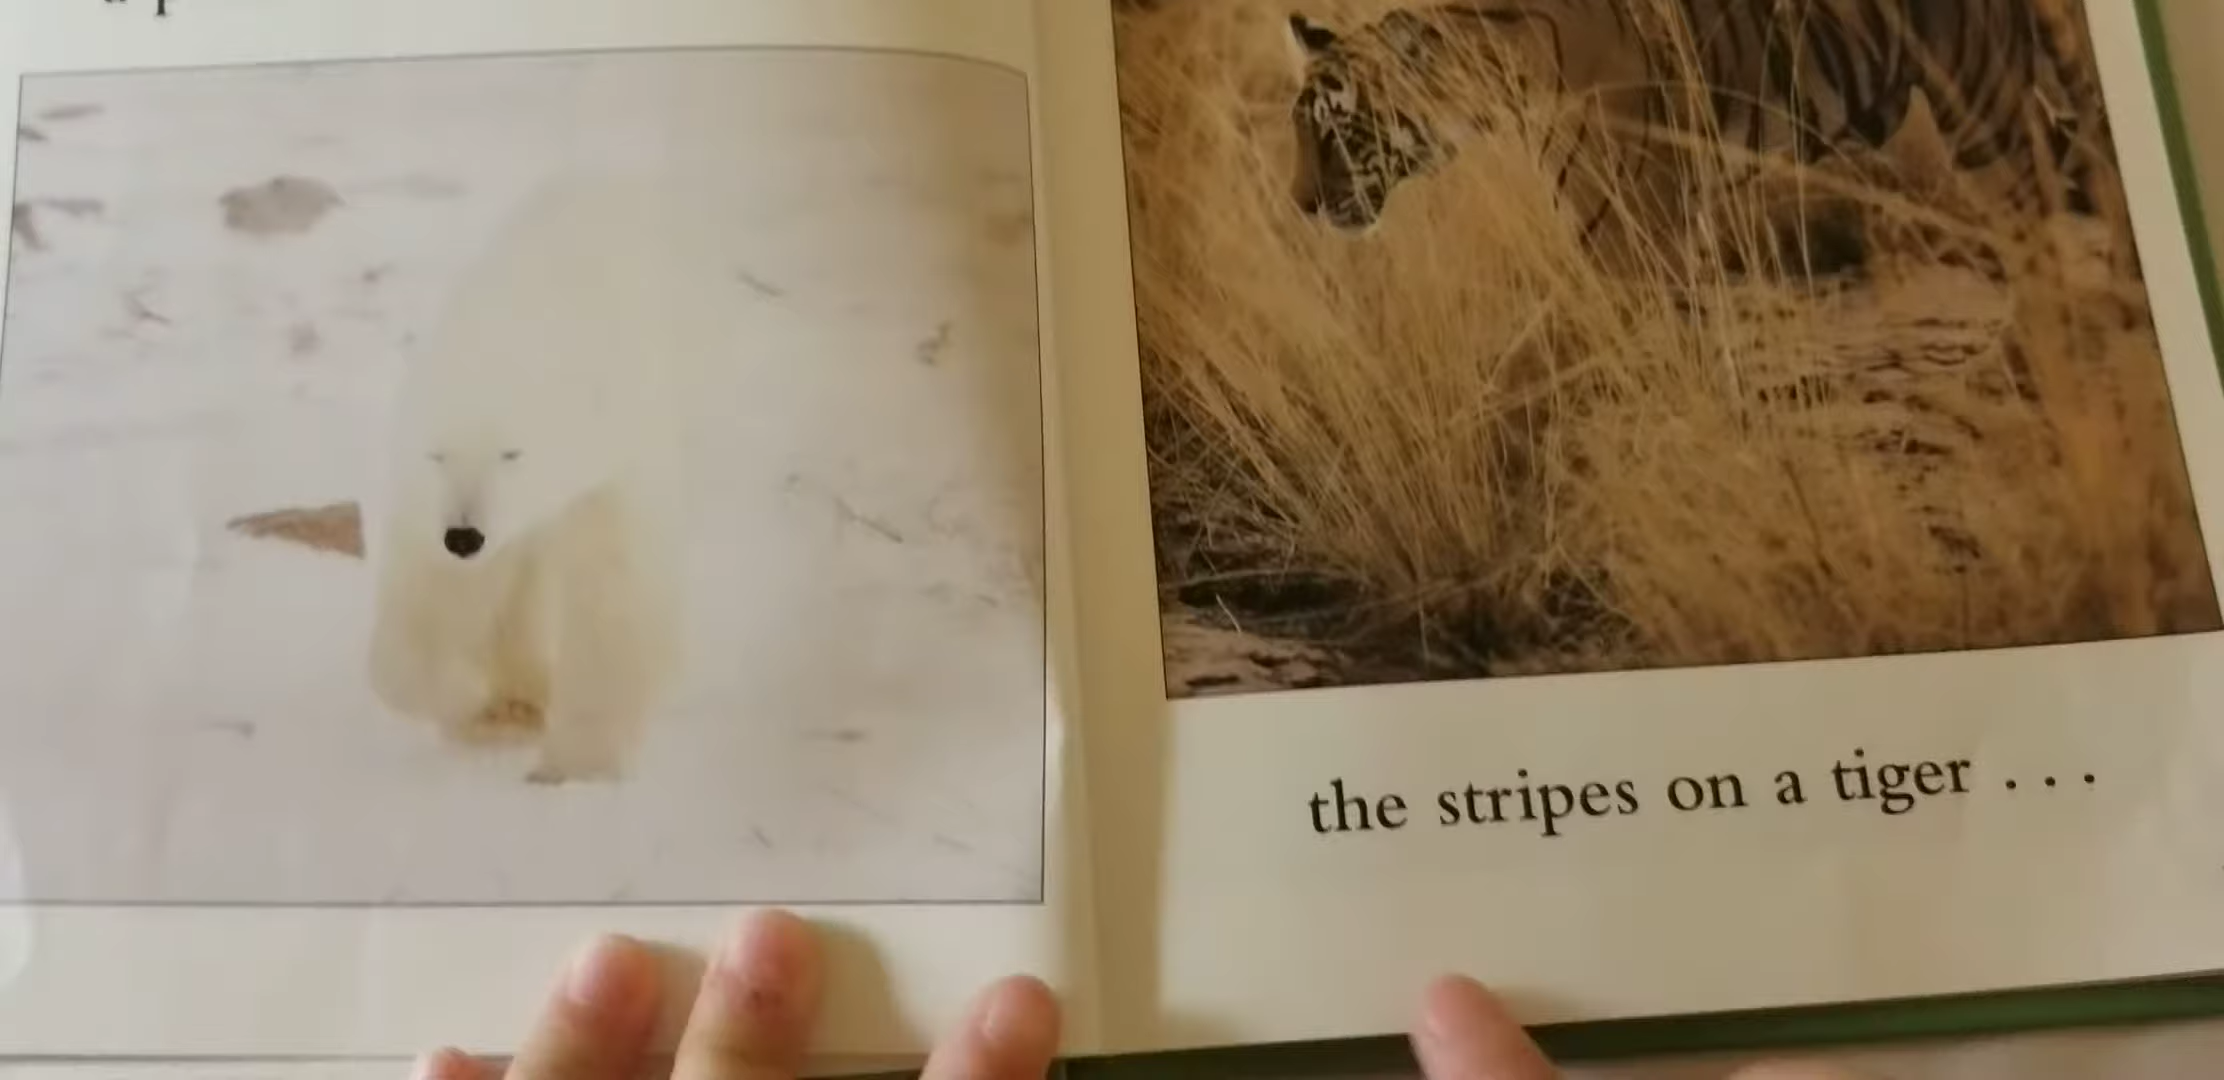 the stripes on a tiger . . .